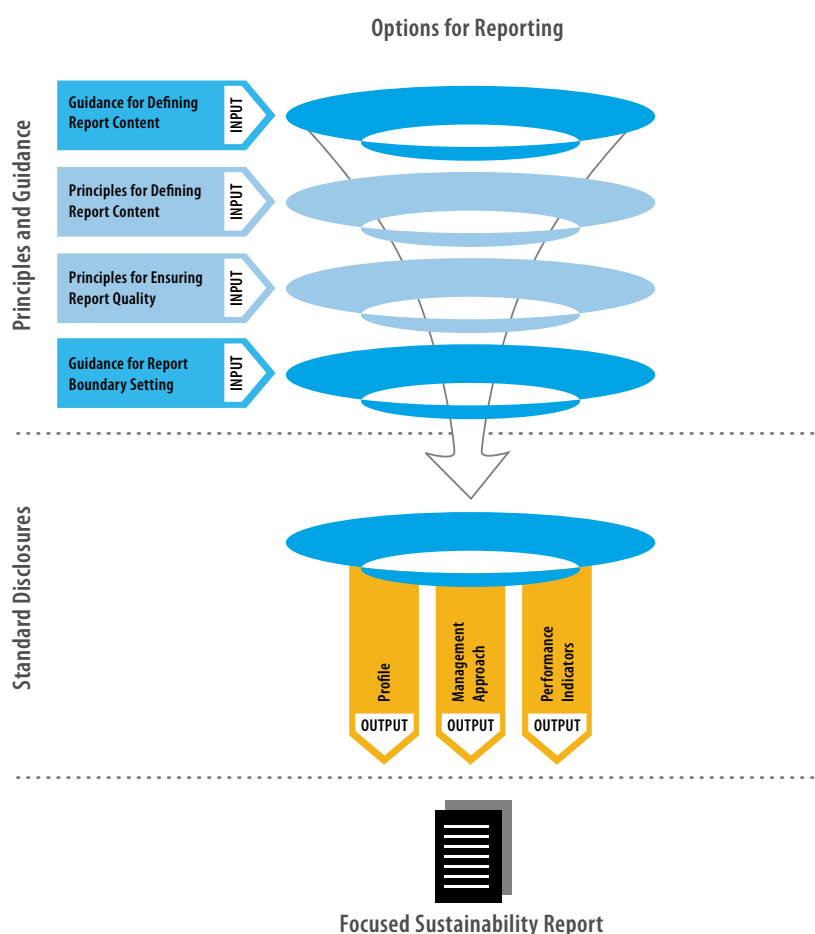 Options for Reporting
Principles and Guidance
Guidance for Defining
Report Content
INPUT
Principles for Defining
Report Content
INPUT
Principles for Ensuring
Report Quality
INPUT
Guidance for Report
Boundary Setting
INPUT
Standard Disclosures
Profile
OUTPUT
Management
Approach
OUTPUT
Performance
Indicators
OUTPUT
Focused Sustainability Report